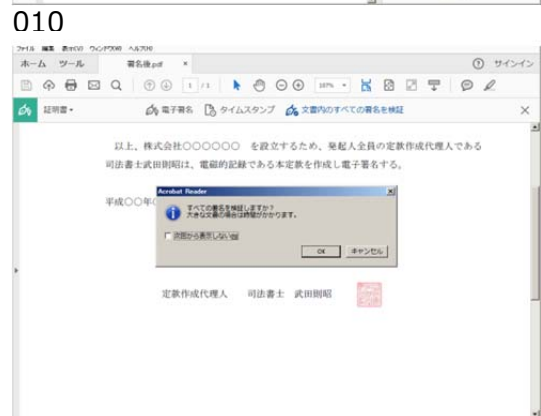 010
ファイル 編集 表示(V) ウィンドウ(W) ヘルプ(H)
ホーム ツール 署名後.pdf ×
サインイン
1 / 1
107%
証明書 電子署名 タイムスタンプ 文書内のすべての署名を検証
以上、株式会社〇〇〇〇〇〇 を設立するため、発起人全員の定款作成代理人である
司法書士武田則昭は、電磁的記録である本定款を作成し電子署名する。
平成〇〇年
Acrobat Reader
すべての署名を検証しますか？
大きな文書の場合は時間がかかります。
次回から表示しない
OK キャンセル
定款作成代理人 司法書士 武田則昭